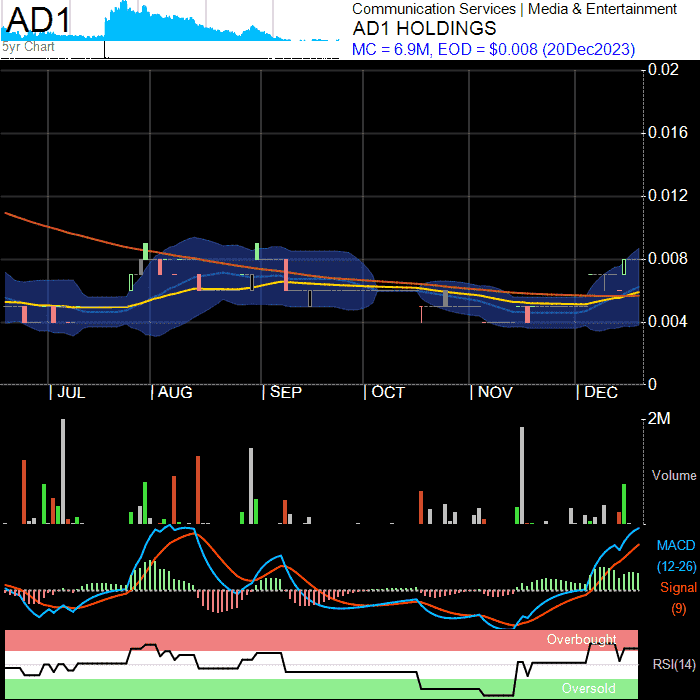 AD1
5yr Chart
Communication Services | Media & Entertainment
AD1 HOLDINGS
MC = 6.9M, EOD = $0.008 (20Dec2023)
0.02
0.016
0.012
0.008
0.004
0
| JUL | AUG | SEP | OCT | NOV | DEC
2M
Volume
MACD
(12-26)
Signal
(9)
Overbought
RSI(14)
Oversold